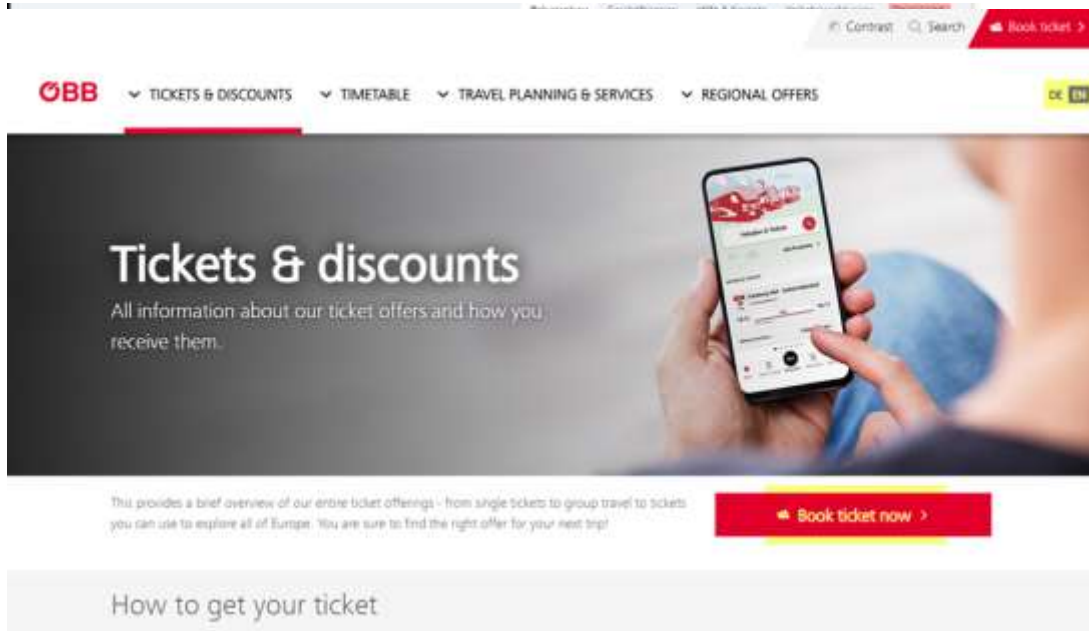 Contrast Search Book ticket >
ÖBB TICKETS & DISCOUNTS TIMETABLE TRAVEL PLANNING & SERVICES REGIONAL OFFERS DE EN
Tickets & discounts
All information about our ticket offers and how you
receive them.
This provides a brief overview of our entire ticket offerings - from single tickets to group travel to tickets
you can use to explore all of Europe. You are sure to find the right offer for your next trip!
Book ticket now >
How to get your ticket